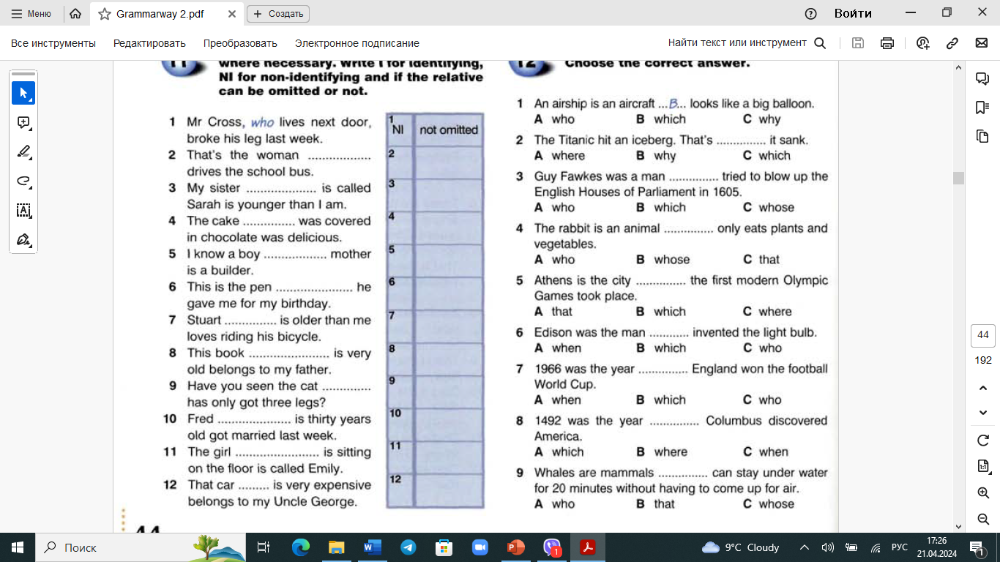 Меню
Grammarway 2.pdf
Создать
Войти
Все инструменты
Редактировать
Преобразовать
Электронное подписание
Найти текст или инструмент
11
where necessary. Write I for identifying,
NI for non-identifying and if the relative
can be omitted or not.
1 Mr Cross, who lives next door,
broke his leg last week.
2 That's the woman .................
drives the school bus.
3 My sister ................... is called
Sarah is younger than I am.
4 The cake .............. was covered
in chocolate was delicious.
5 I know a boy ................. mother
is a builder.
6 This is the pen ..................... he
gave me for my birthday.
7 Stuart .............. is older than me
loves riding his bicycle.
8 This book ...................... is very
old belongs to my father.
9 Have you seen the cat .............
has only got three legs?
10 Fred .................... is thirty years
old got married last week.
11 The girl ....................... is sitting
on the floor is called Emily.
12 That car ......... is very expensive
belongs to my Uncle George.
1 NI not omitted
2
3
4
5
6
7
8
9
10
11
12
44
12 Choose the correct answer.
1 An airship is an aircraft ...B... looks like a big balloon.
A who B which C why
2 The Titanic hit an iceberg. That's .............. it sank.
A where B why C which
3 Guy Fawkes was a man .............. tried to blow up the
English Houses of Parliament in 1605.
A who B which C whose
4 The rabbit is an animal .............. only eats plants and
vegetables.
A who B whose C that
5 Athens is the city .............. the first modern Olympic
Games took place.
A that B which C where
6 Edison was the man ........... invented the light bulb.
A when B which C who
7 1966 was the year .............. England won the football
World Cup.
A when B which C who
8 1492 was the year .............. Columbus discovered
America.
A which B where C when
9 Whales are mammals .............. can stay under water
for 20 minutes without having to come up for air.
A who B that C whose
44
192
Поиск
1
9°C Cloudy
РУС
17:26
21.04.2024
1